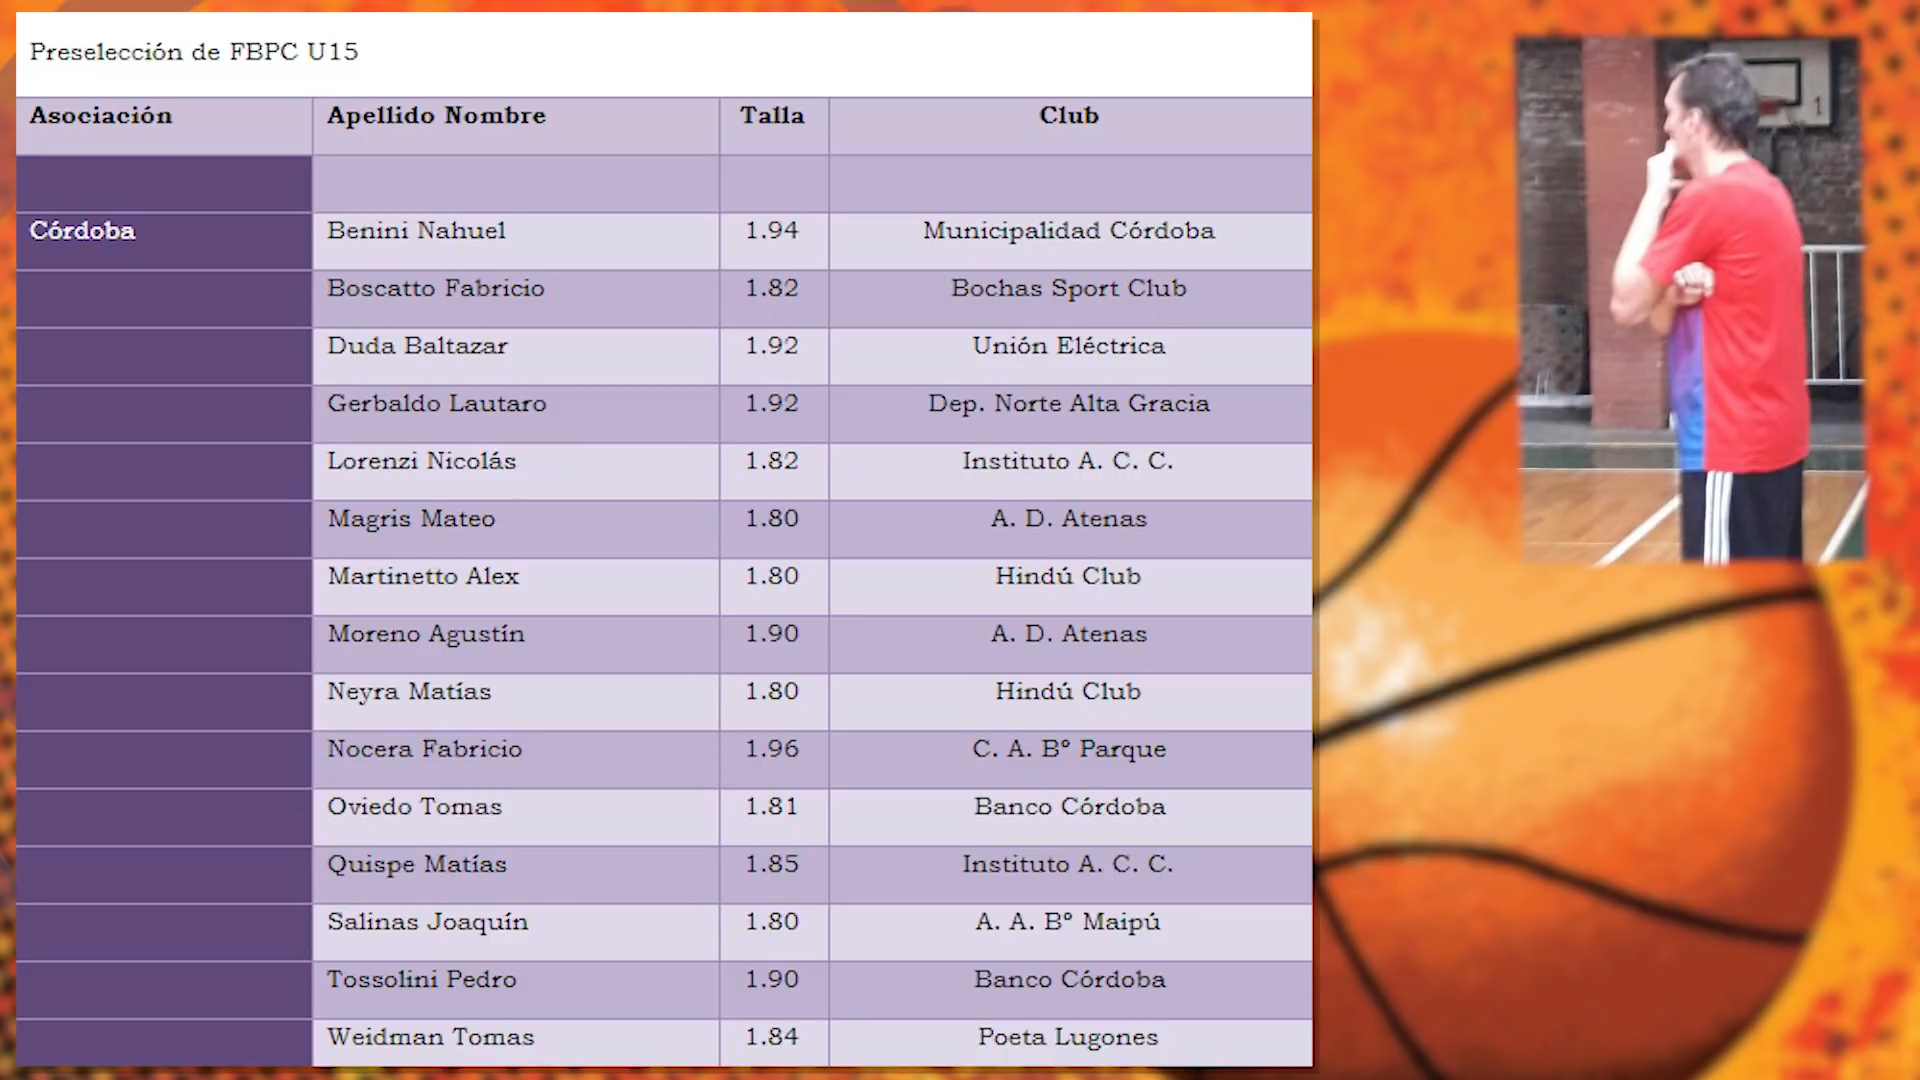 Preselección de FBPC U15
Asociación Apellido Nombre Talla Club
Córdoba Benini Nahuel 1.94 Municipalidad Córdoba
Boscatto Fabricio 1.82 Bochas Sport Club
Duda Baltazar 1.92 Unión Eléctrica
Gerbaldo Lautaro 1.92 Dep. Norte Alta Gracia
Lorenzi Nicolás 1.82 Instituto A. C. C.
Magris Mateo 1.80 A. D. Atenas
Martinetto Alex 1.80 Hindú Club
Moreno Agustín 1.90 A. D. Atenas
Neyra Matías 1.80 Hindú Club
Nocera Fabricio 1.96 C. A. Bº Parque
Oviedo Tomas 1.81 Banco Córdoba
Quispe Matías 1.85 Instituto A. C. C.
Salinas Joaquín 1.80 A. A. Bº Maipú
Tossolini Pedro 1.90 Banco Córdoba
Weidman Tomas 1.84 Poeta Lugones
1